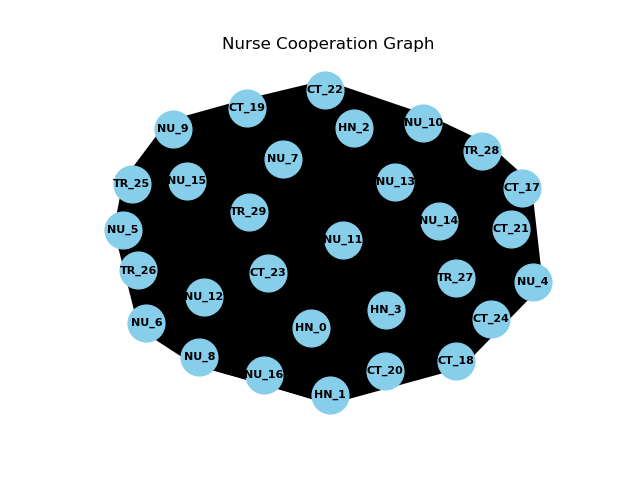 Nurse Cooperation Graph
CT_22
CT_19
NU_10
HN_2
NU_9
TR_28
NU_7
NU_15
NU_13
TR_25
CT_17
TR_29
NU_14
CT_21
NU_5
NU_11
TR_26
CT_23
TR_27
NU_4
NU_12
HN_3
CT_24
NU_6
HN_0
NU_8
CT_18
CT_20
NU_16
HN_1